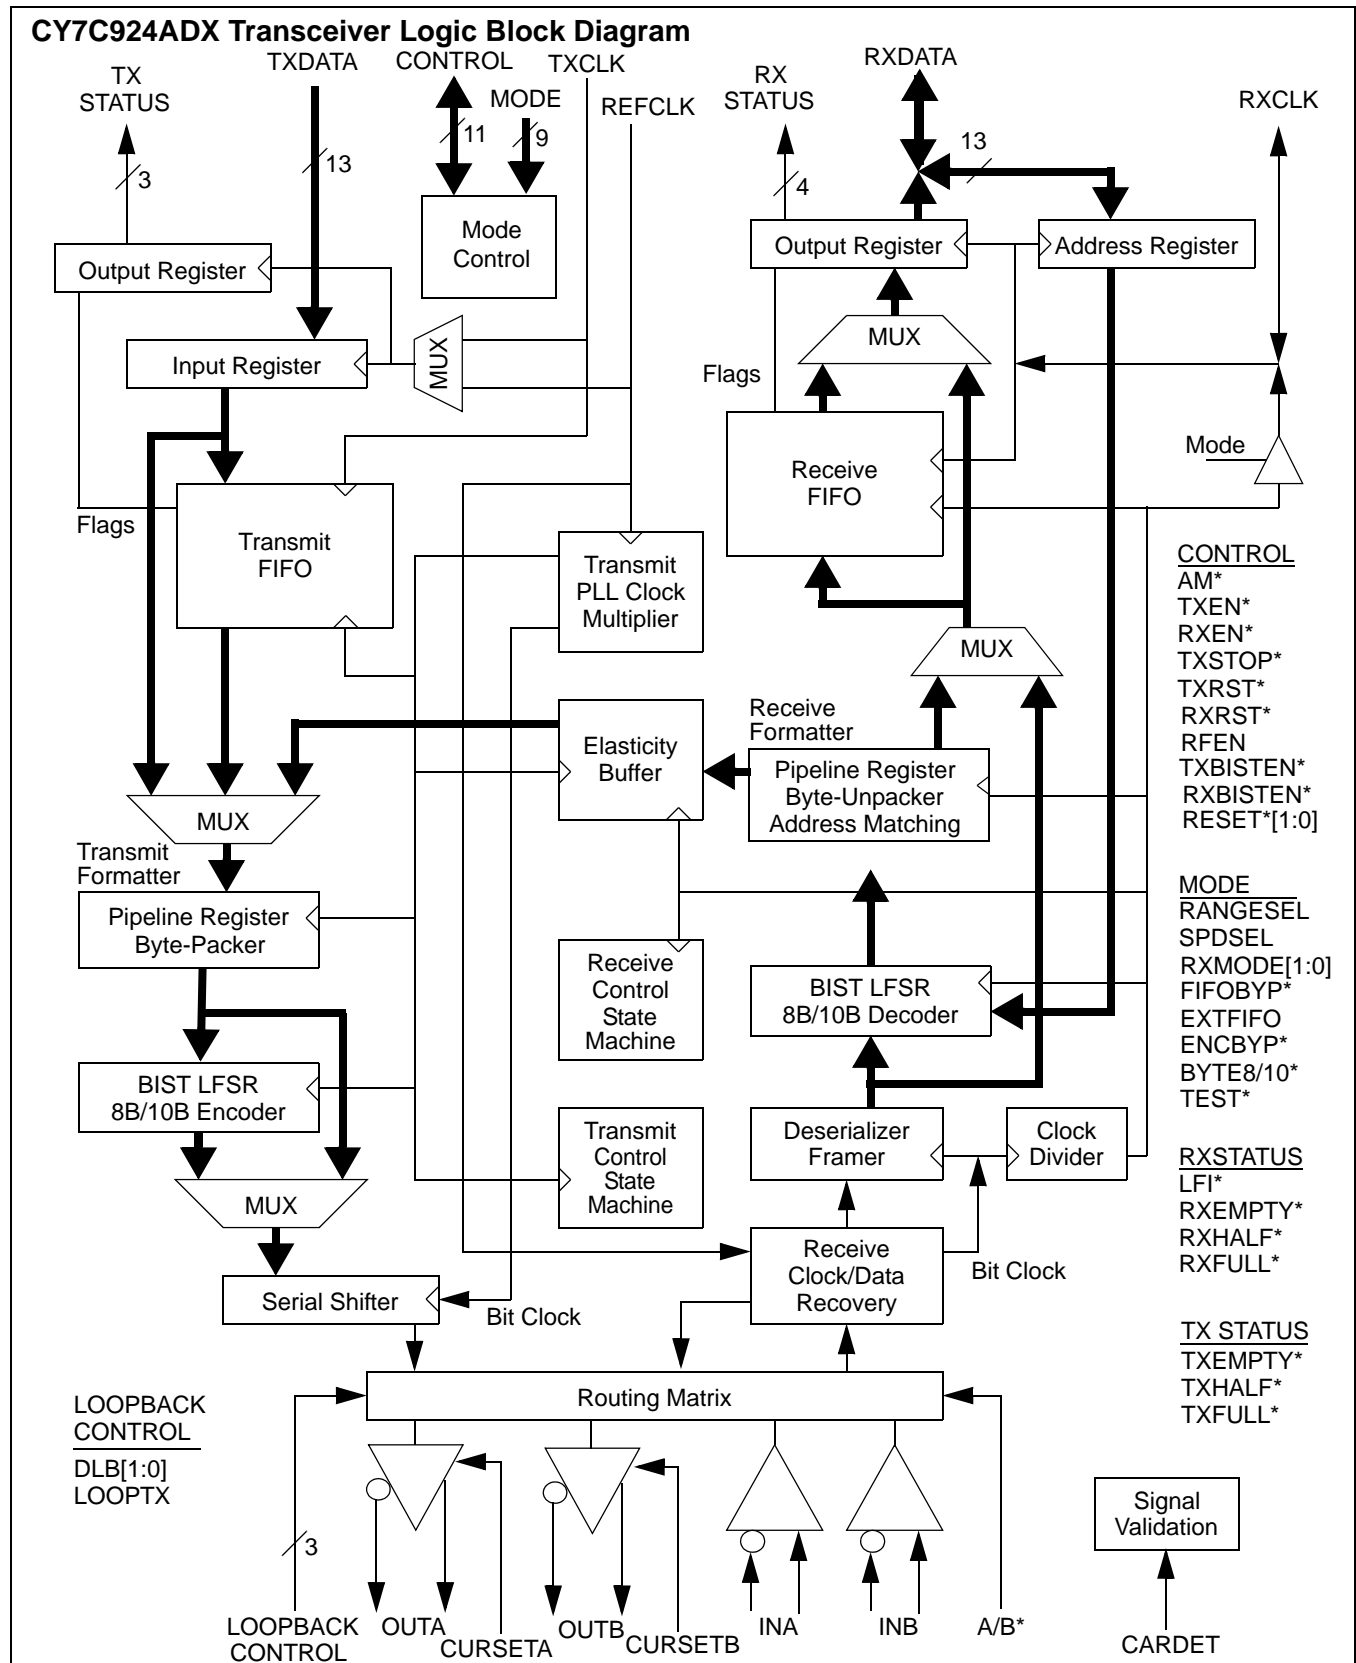 CY7C924ADX Transceiver Logic Block Diagram
TX
STATUS
TXDATA
CONTROL
TXCLK
MODE
REFCLK
RX
STATUS
RXDATA
RXCLK
3
13
11
9
4
13
Mode
Control
Output Register
Input Register
MUX
Output Register
Address Register
MUX
Flags
Mode
Receive
FIFO
Flags
Transmit
FIFO
Transmit
PLL Clock
Multiplier
MUX
Elasticity
Buffer
Receive
Formatter
Pipeline Register
Byte-Unpacker
Address Matching
MUX
Transmit
Formatter
Pipeline Register
Byte-Packer
Receive
Control
State
Machine
BIST LFSR
8B/10B Decoder
BIST LFSR
8B/10B Encoder
Transmit
Control
State
Machine
Deserializer
Framer
Clock
Divider
MUX
Receive
Clock/Data
Recovery
Bit Clock
Serial Shifter
Bit Clock
Routing Matrix
LOOPBACK
CONTROL
DLB[1:0]
LOOPTX
3
LOOPBACK
CONTROL
OUTA
CURSETA
OUTB
CURSETB
INA
INB
A/B*
Signal
Validation
CARDET
CONTROL
AM*
TXEN*
RXEN*
TXSTOP*
TXRST*
RXRST*
RFEN
TXBISTEN*
RXBISTEN*
RESET*[1:0]
MODE
RANGESEL
SPDSEL
RXMODE[1:0]
FIFOBYP*
EXTFIFO
ENCBYP*
BYTE8/10*
TEST*
RXSTATUS
LFI*
RXEMPTY*
RXHALF*
RXFULL*
TX STATUS
TXEMPTY*
TXHALF*
TXFULL*